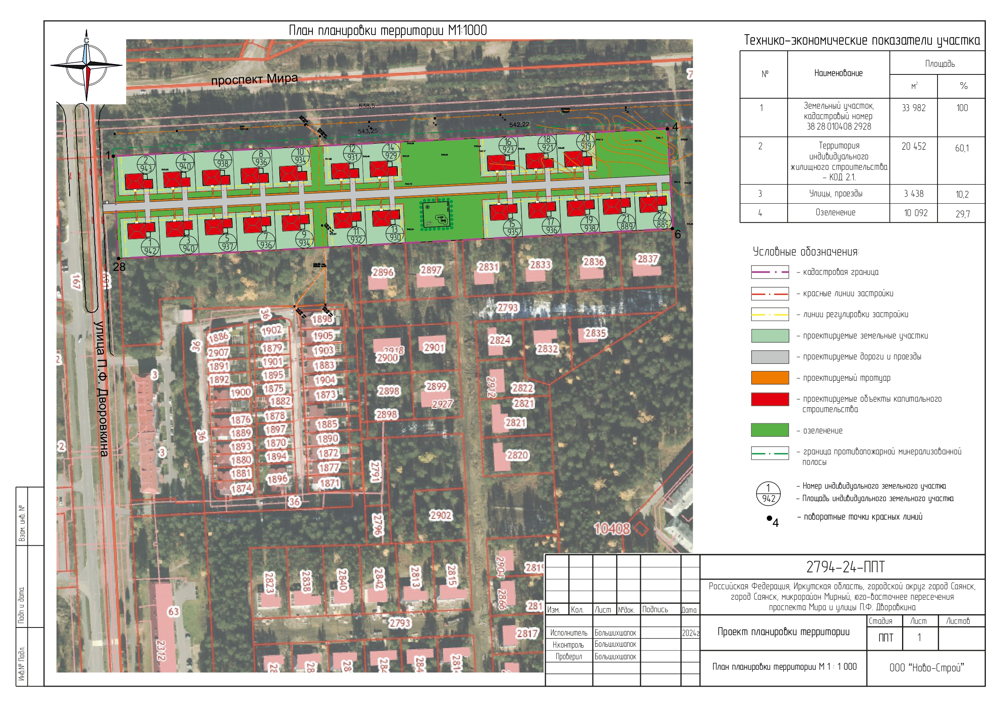 План планировки территории М1:1000
С
проспект Мира
538,5
543,25
542,22
1
4
6
28
2
943
4
940
6
938
8
936
10
934
12
931
14
929
16
923
18
921
20
919
1
942
3
940
5
937
7
936
9
934
11
932
13
930
15
935
17
936
19
938
21
889
22
889
улица П.Ф. Дворовкина
167
2896
2897
2831
2833
2836
2837
2793
36
1898
1886
1902
1905
2824
2832
2835
36
2907
1879
1903
2918
2900
2901
1891
1901
1883
1892
1895
1904
3
1900
1875
1873
2898
2899
2927
2912
2822
1882
2821
1876
1878
1885
2898
2821
1889
1897
1890
36
2
1893
1870
1872
3
1880
1894
1877
2820
1881
1896
1871
2791
1874
36
2796
2902
10408
2823
2838
2840
2842
2813
2815
2904
2866
63
2793
2817
2312
Технико-экономические показатели участка
№
Наименование
Площадь
м²
%
1
Земельный участок,
кадастровый номер:
38:28:010408:2928
33 982
100
2
Территория
индивидуального
жилищного строительства
- КОД 2.1.
20 452
60,1
3
Улицы, проезды
3 438
10,2
4
Озеленение
10 092
29,7
Условные обозначения:
- кадастровая граница
- красные линии застройки
- линии регулировки застройки
- проектируемые земельные участки
- проектируемые дороги и проезды
- проектируемый тротуар
- проектируемые объекты капитального
строительства
- озеленение
- граница противопожарной минерализованной
полосы
1
942
- Номер индивидуального земельного участка
- Площадь индивидуального земельного участка
4
- поворотные точки красных линий
Взам. инв. №
Подп и дата.
Инв.№ Подл.
2794-24-ППТ
Российская Федерация, Иркутская область, городской округ город Саянск,
город Саянск, микрорайон Мирный, юго-восточнее пересечения
проспекта Мира и улицы П.Ф. Дворовкина
Изм.
Кол.
Лист
№док.
Подпись
Дата
Исполнитель
Большихшапок
2024г
Н.контроль
Большихшапок
Проверил
Большихшапок
Проект планировки территории
Стадия
Лист
Листов
ППТ
1
План планировки территории М 1 : 1 000
ООО “Ново-Строй”